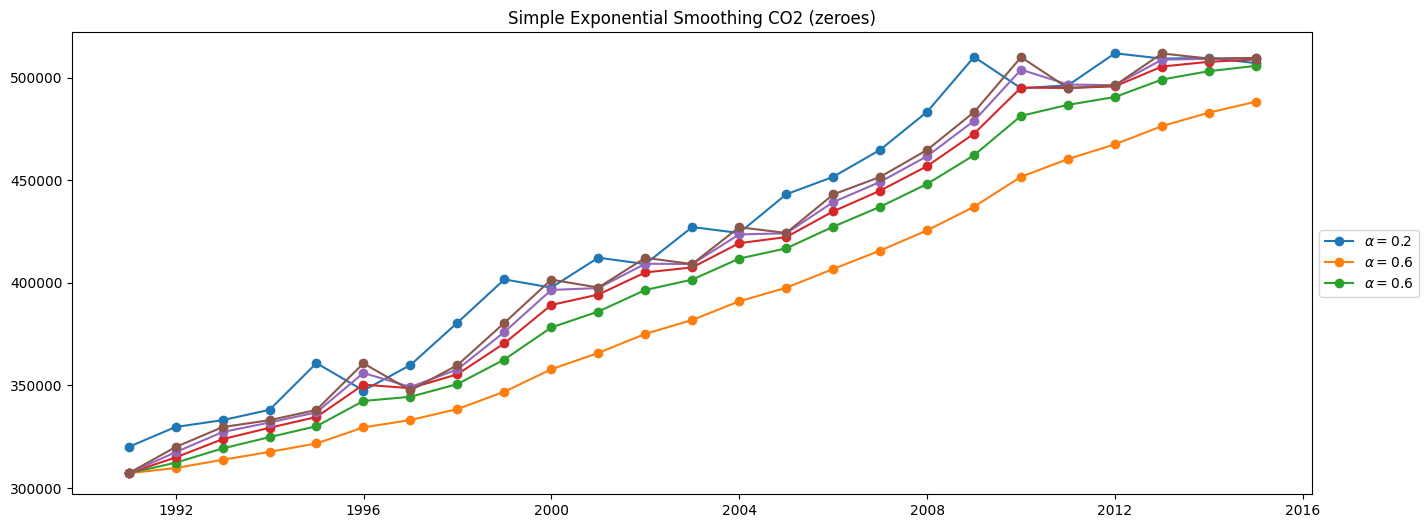 Simple Exponential Smoothing CO2 (zeroes)
500000
450000
400000
350000
300000
1992 1996 2000 2004 2008 2012 2016
α = 0.2
α = 0.6
α = 0.6